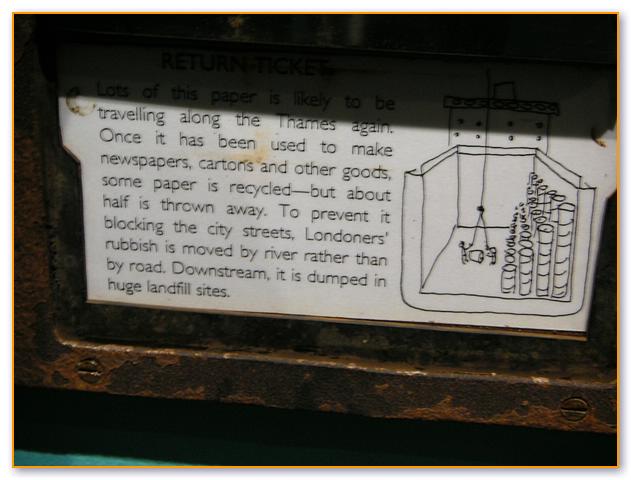 RETURN TICKET
Lots of this paper is likely to be
travelling along the Thames again.
Once it has been used to make
newspapers, cartons and other goods,
some paper is recycled—but about
half is thrown away. To prevent it
blocking the city streets, Londoners'
rubbish is moved by river rather than
by road. Downstream, it is dumped in
huge landfill sites.